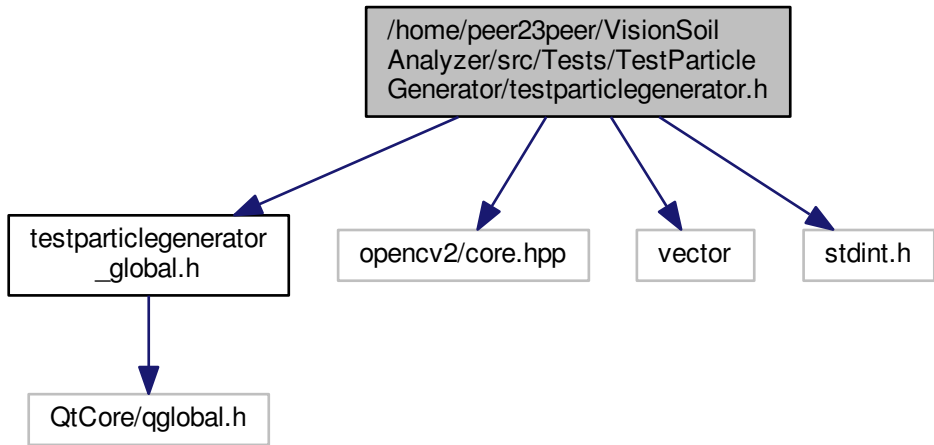 /home/peer23peer/VisionSoil
Analyzer/src/Tests/TestParticle
Generator/testparticlegenerator.h
testparticlegenerator
_global.h
opencv2/core.hpp
vector
stdint.h
QtCore/qglobal.h